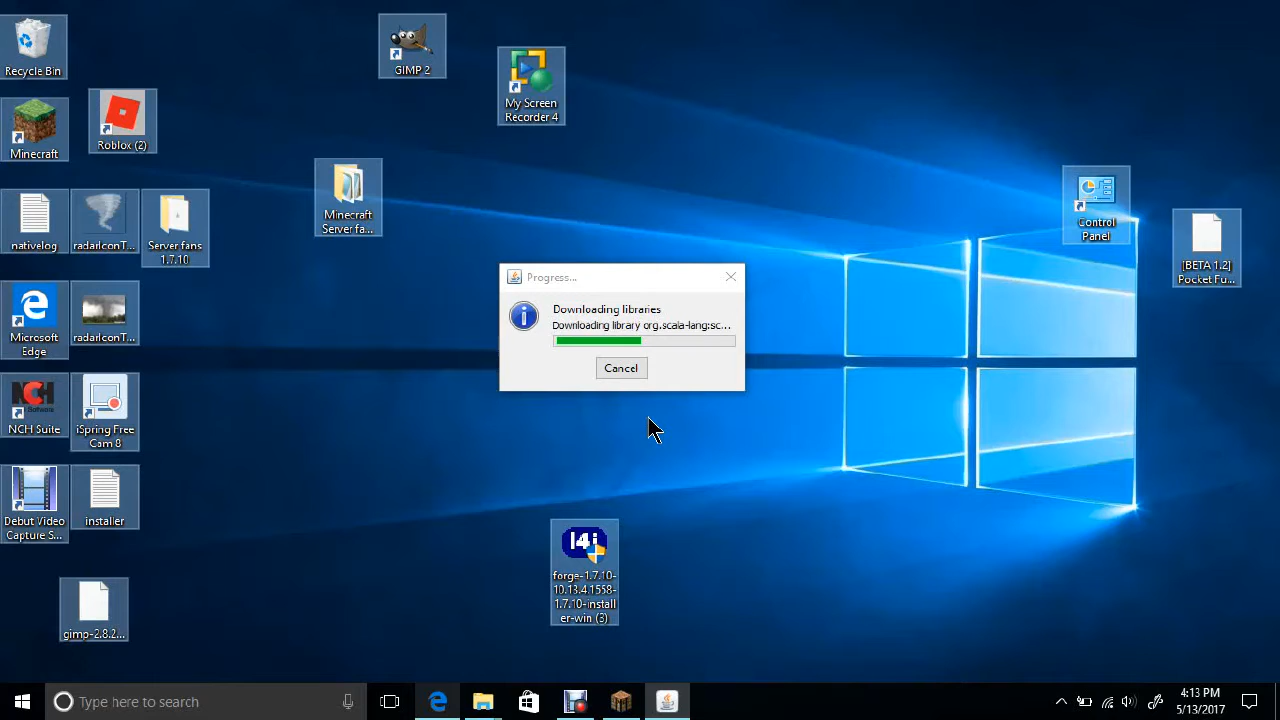 Recycle Bin
GIMP 2
My Screen
Recorder 4
Minecraft
Roblox (2)
Minecraft
Server fa...
Control
Panel
nativelog
radarIconT...
Server fans
1.7.10
[BETA 1.2]
Pocket Fu...
Progress...
Downloading libraries
Downloading library org.scala-lang:sc...
Cancel
Microsoft
Edge
radarIconT...
NCH
Software
NCH Suite
iSpring Free
Cam 8
Debut Video
Capture S...
installer
l4j
forge-1.7.10-
10.13.4.1558-
1.7.10-install
er-win (3)
gimp-2.8.2...
Type here to search
4:13 PM
5/13/2017